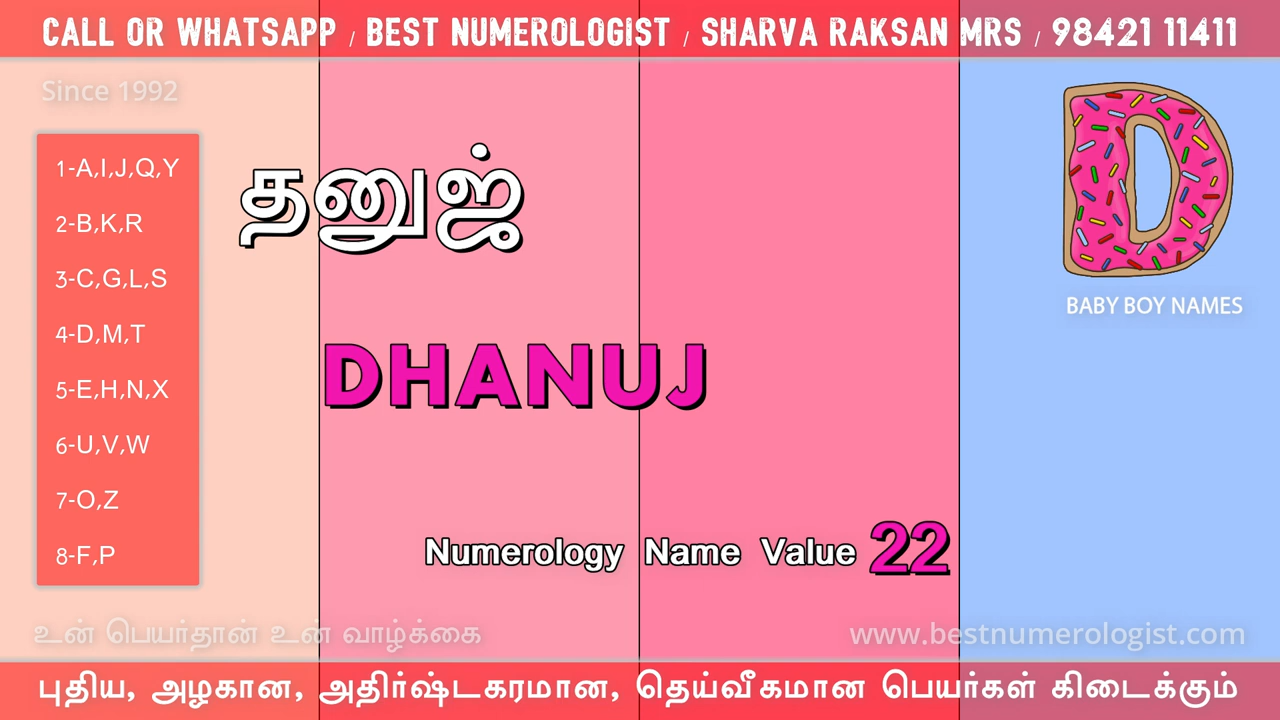 CALL OR WHATSAPP / BEST NUMEROLOGIST / SHARVA RAKSAN MRS / 98421 11411
Since 1992
1-A,I,J,Q,Y
2-B,K,R
3-C,G,L,S
4-D,M,T
5-E,H,N,X
6-U,V,W
7-O,Z
8-F,P
தனுஜ்
DHANUJ
Numerology Name Value 22
D
BABY BOY NAMES
உன் பெயர்தான் உன் வாழ்க்கை
www.bestnumerologist.com
புதிய, அழகான, அதிர்ஷ்டகரமான, தெய்வீகமான பெயர்கள் கிடைக்கும்